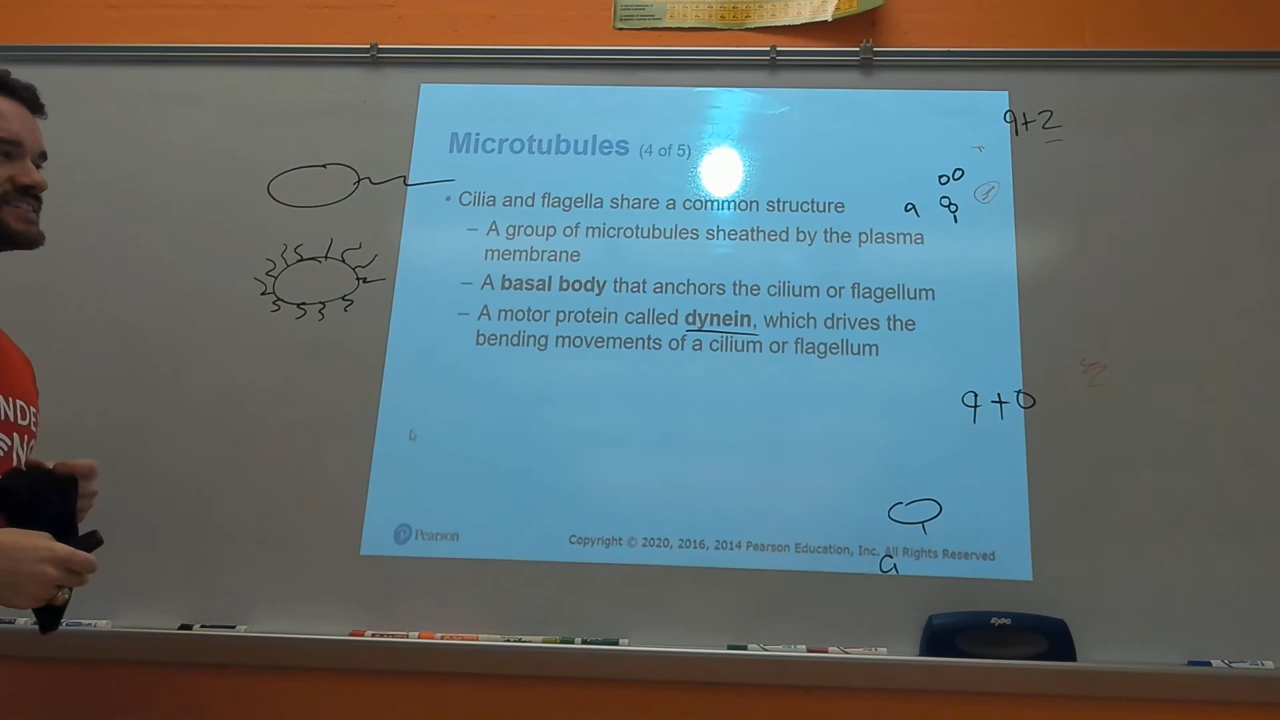 9+2
Microtubules (4 of 5)
• Cilia and flagella share a common structure
– A group of microtubules sheathed by the plasma
membrane
– A basal body that anchors the cilium or flagellum
– A motor protein called dynein, which drives the
bending movements of a cilium or flagellum
9+0
Pearson
Copyright © 2020, 2016, 2014 Pearson Education, Inc. All Rights Reserved
EXPO